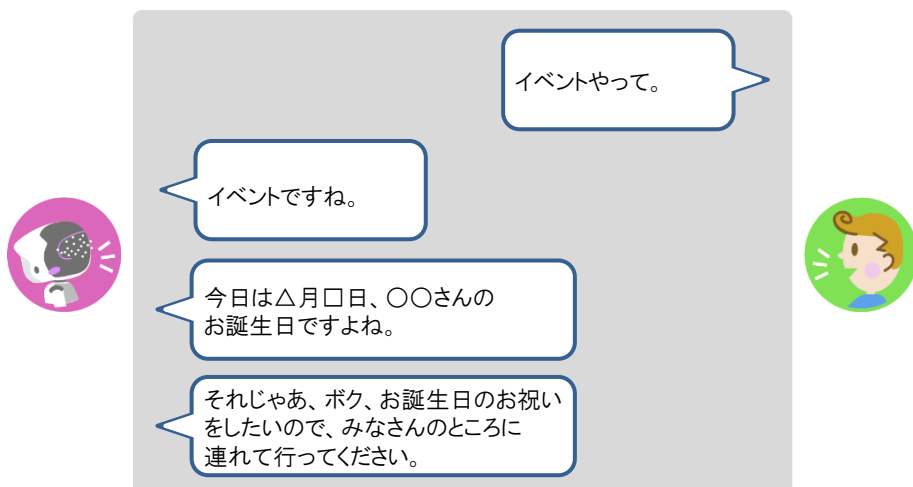 イベントやって。
イベントですね。
今日は△月□日、〇〇さんの
お誕生日ですよね。
それじゃあ、ボク、お誕生日のお祝い
をしたいので、みなさんのところに
連れて行ってください。